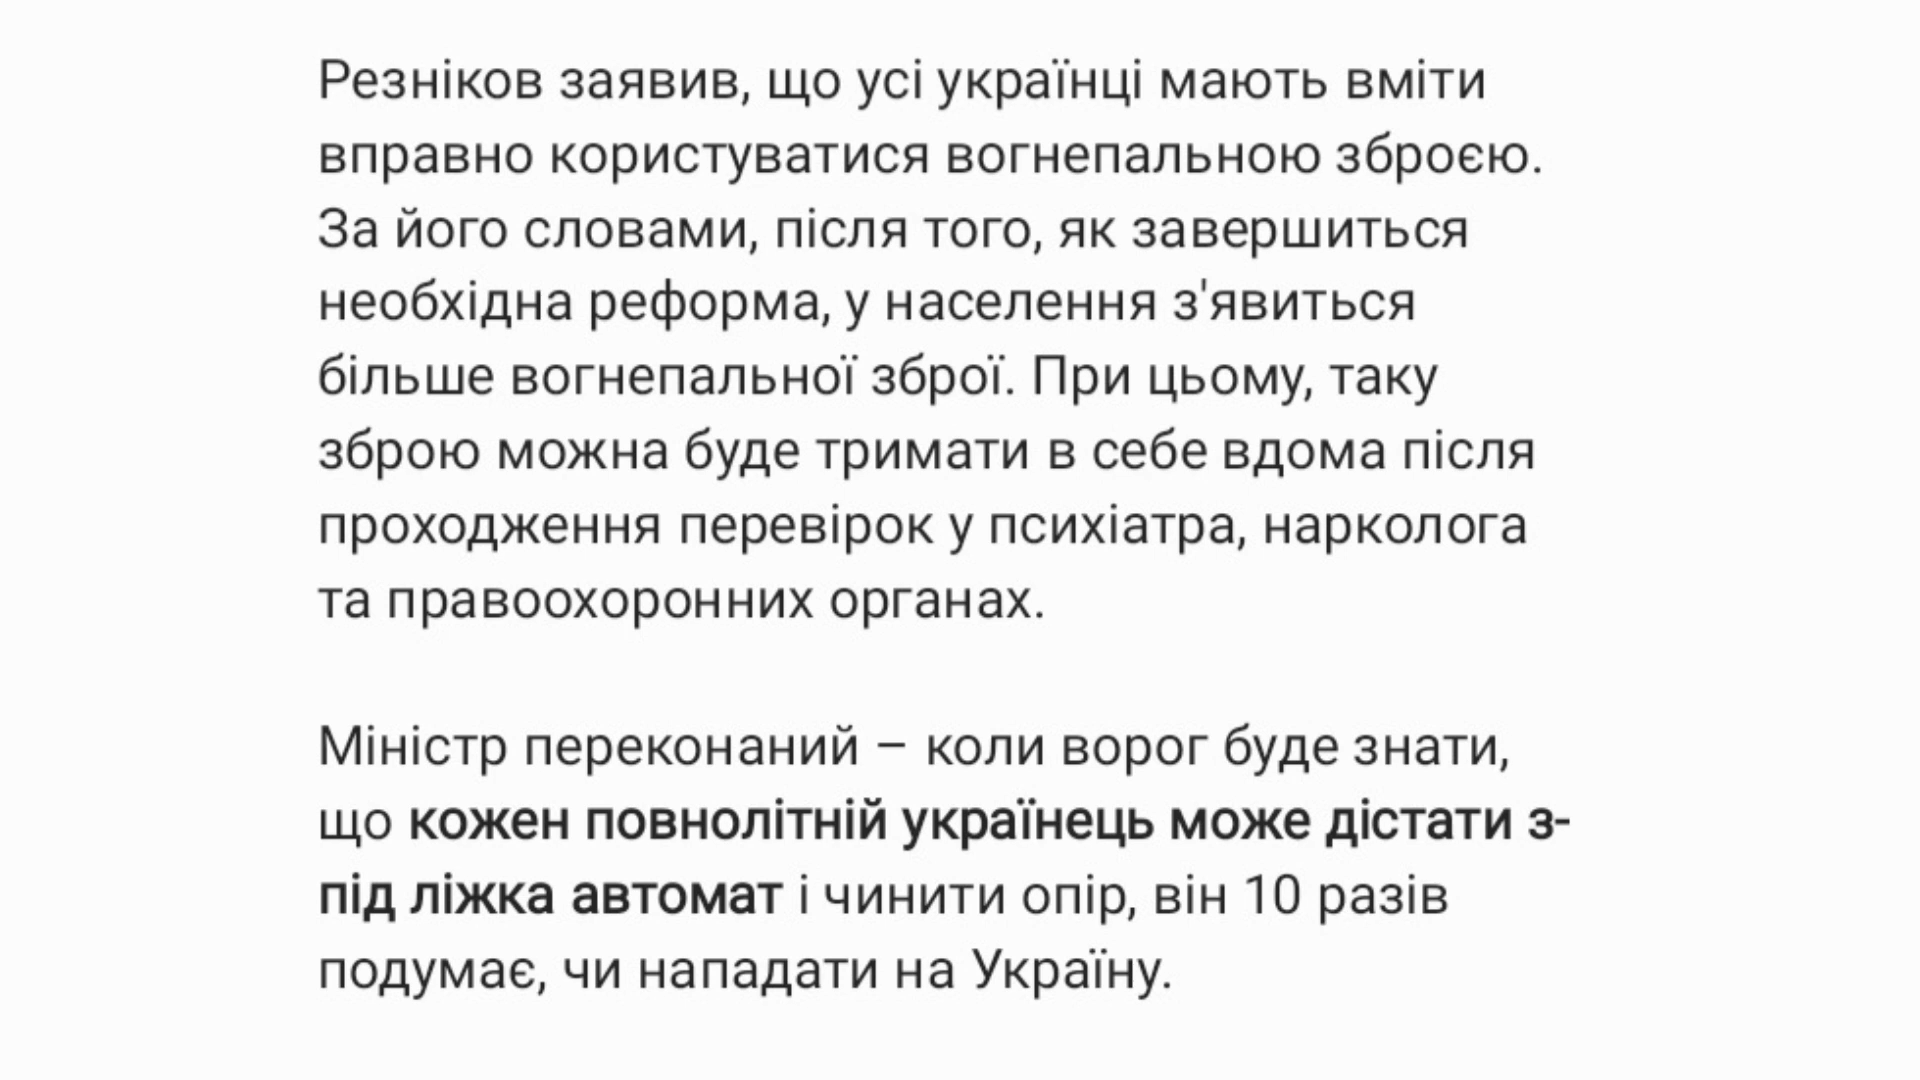 Резніков заявив, що усі українці мають вміти
вправно користуватися вогнепальною зброєю.
За його словами, після того, як завершиться
необхідна реформа, у населення з'явиться
більше вогнепальної зброї. При цьому, таку
зброю можна буде тримати в себе вдома після
проходження перевірок у психіатра, нарколога
та правоохоронних органах.
Міністр переконаний – коли ворог буде знати,
що кожен повнолітній українець може дістати з-
під ліжка автомат і чинити опір, він 10 разів
подумає, чи нападати на Україну.